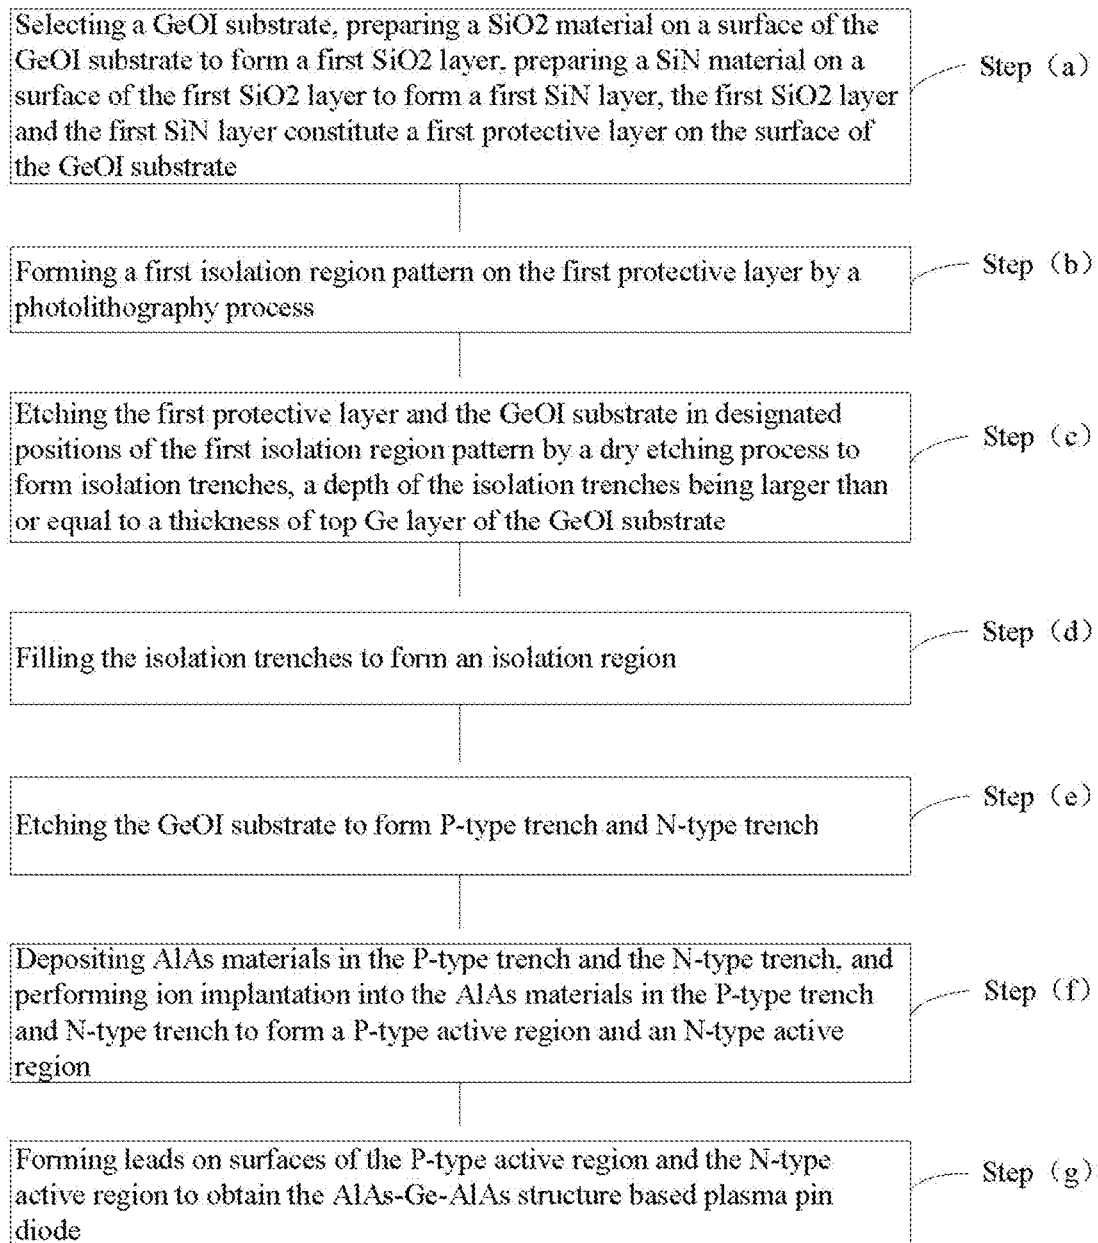 Selecting a GeOI substrate, preparing a SiO2 material on a surface of the
GeOI substrate to form a first SiO2 layer, preparing a SiN material on a
surface of the first SiO2 layer to form a first SiN layer, the first SiO2 layer
and the first SiN layer constitute a first protective layer on the surface of
the GeOI substrate
Step（a）
Forming a first isolation region pattern on the first protective layer by a
photolithography process
Step（b）
Etching the first protective layer and the GeOI substrate in designated
positions of the first isolation region pattern by a dry etching process to
form isolation trenches, a depth of the isolation trenches being larger than
or equal to a thickness of top Ge layer of the GeOI substrate
Step（c）
Filling the isolation trenches to form an isolation region
Step（d）
Etching the GeOI substrate to form P-type trench and N-type trench
Step（e）
Depositing AlAs materials in the P-type trench and the N-type trench, and
performing ion implantation into the AlAs materials in the P-type trench
and N-type trench to form a P-type active region and an N-type active
region
Step（f）
Forming leads on surfaces of the P-type active region and the N-type
active region to obtain the AlAs-Ge-AlAs structure based plasma pin
diode
Step（g）